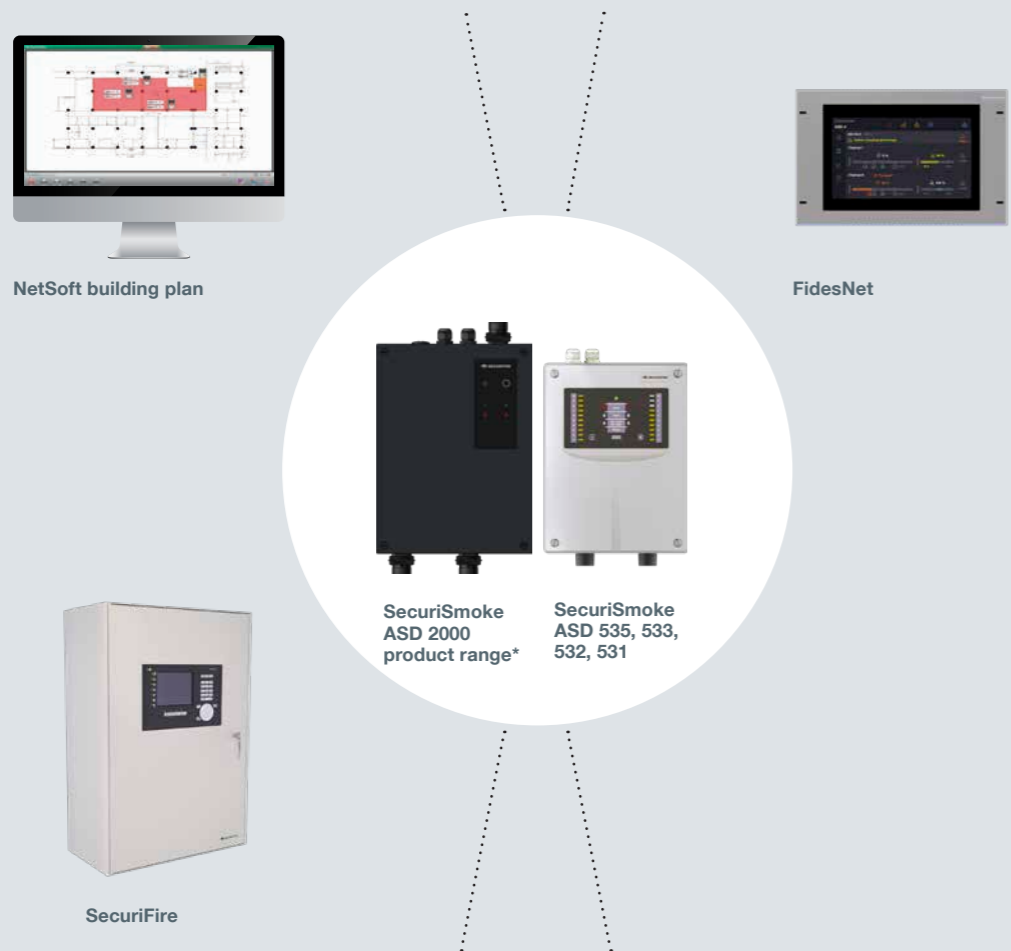 NetSoft building plan
FidesNet
SecuriSmoke
ASD 2000
product range*
SecuriSmoke
ASD 535, 533,
532, 531
SecuriFire